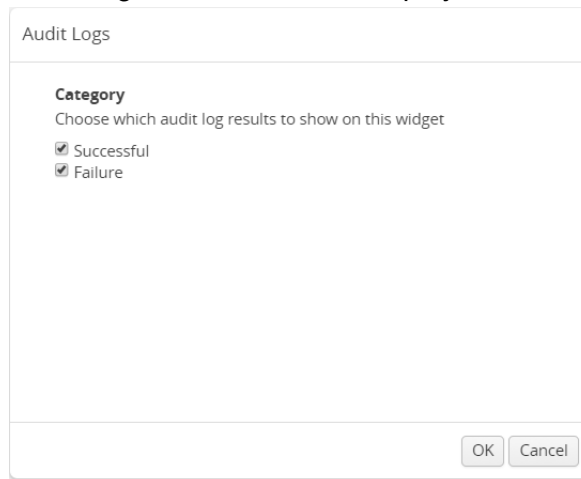 Audit Logs
Category
Choose which audit log results to show on this widget
Successful
Failure
OK Cancel